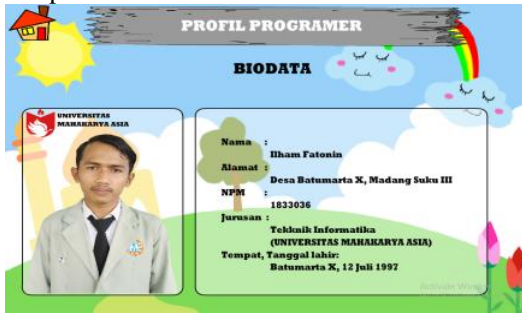 PROFIL PROGRAMER
BIODATA
UNIVERSITAS
MAHAKARYA ASIA
Nama :
Ilham Fatonin
Alamat :
Desa Batumarta X, Madang Suku III
NPM :
1833036
Jurusan :
Tekknik Informatika
(UNIVERSITAS MAHAKARYA ASIA)
Tempat, Tanggal lahir:
Batumarta X, 12 Juli 1997